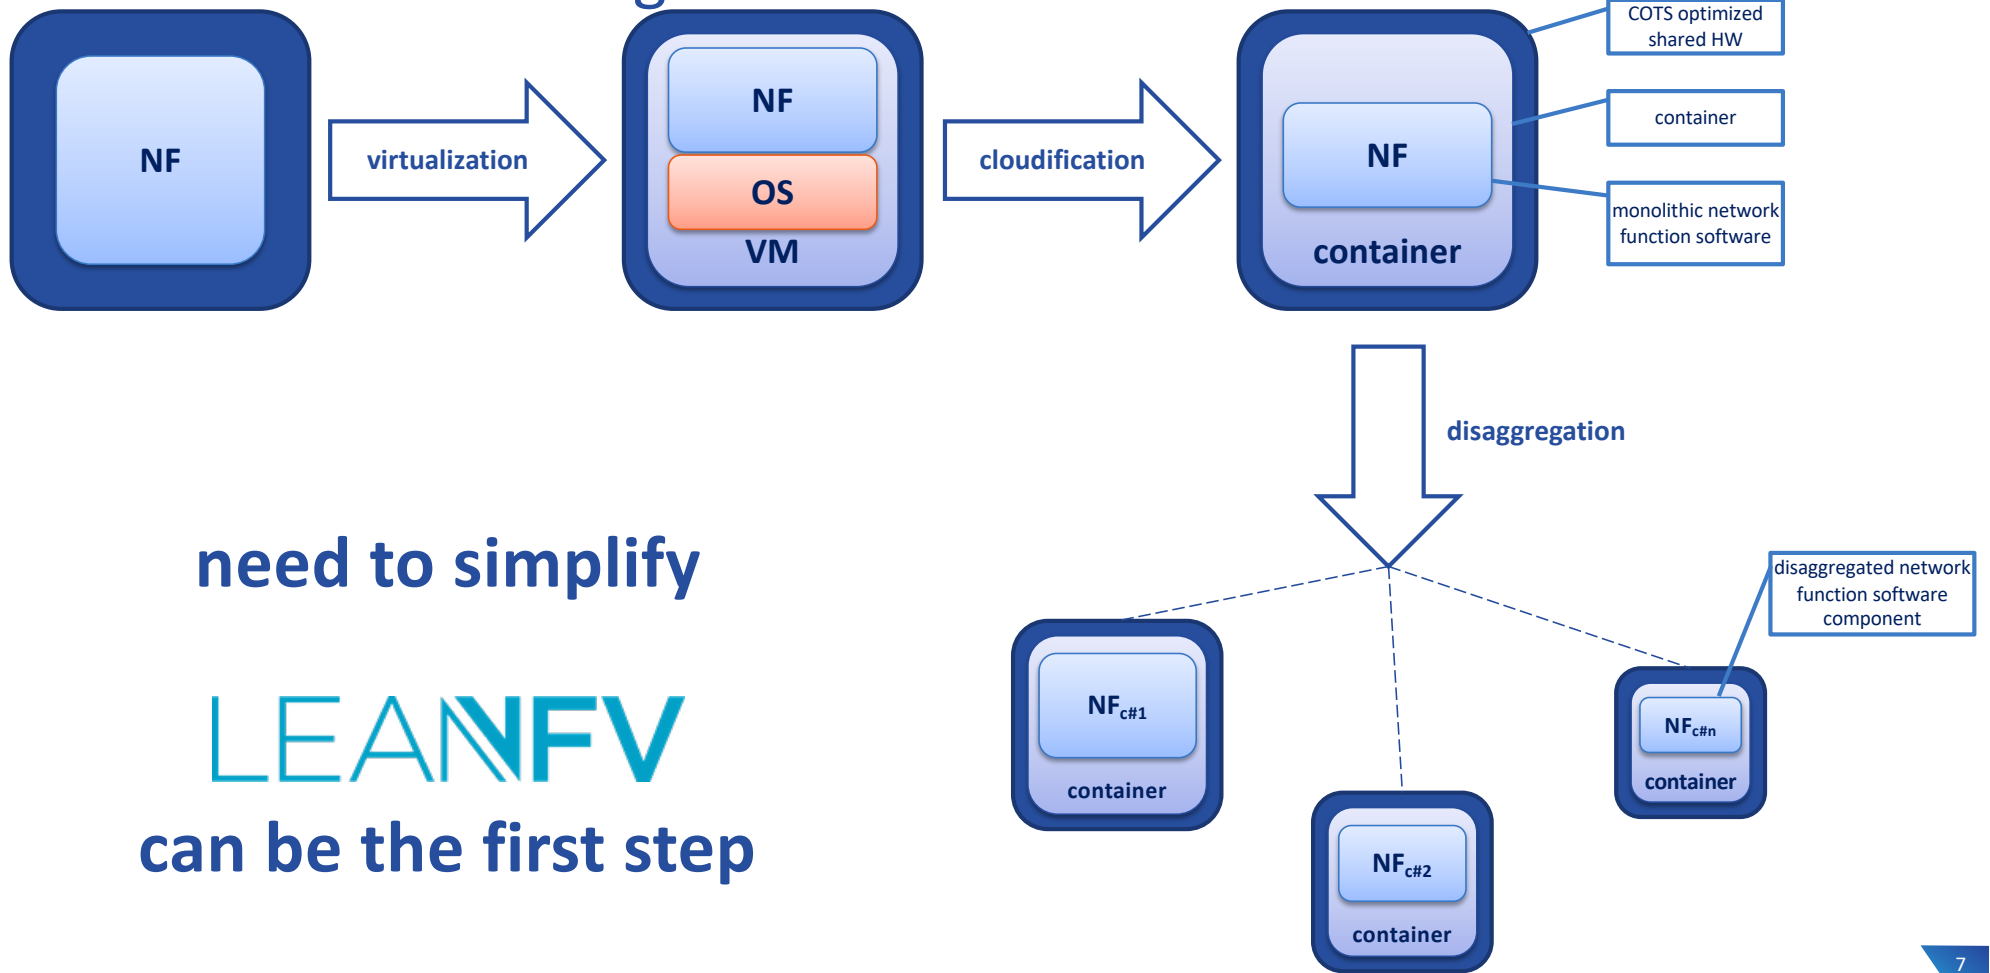 NF
virtualization
NF
OS
VM
cloudification
NF
container
COTS optimized
shared HW
container
monolithic network
function software
disaggregation
need to simplify
LEANNFV
can be the first step
disaggregated network
function software
component
NFc#1
container
NFc#2
container
NFc#n
container
7